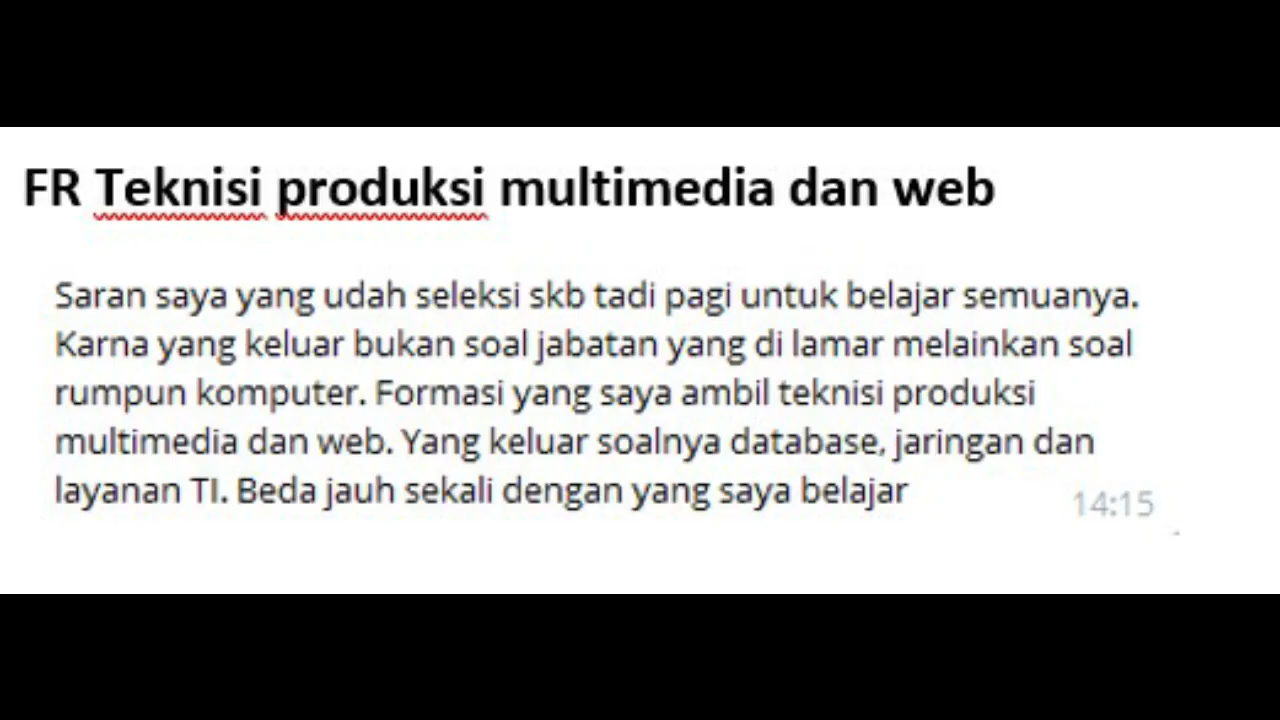 FR Teknisi produksi multimedia dan web
Saran saya yang udah seleksi skb tadi pagi untuk belajar semuanya.
Karna yang keluar bukan soal jabatan yang di lamar melainkan soal
rumpun komputer. Formasi yang saya ambil teknisi produksi
multimedia dan web. Yang keluar soalnya database, jaringan dan
layanan TI. Beda jauh sekali dengan yang saya belajar
14:15